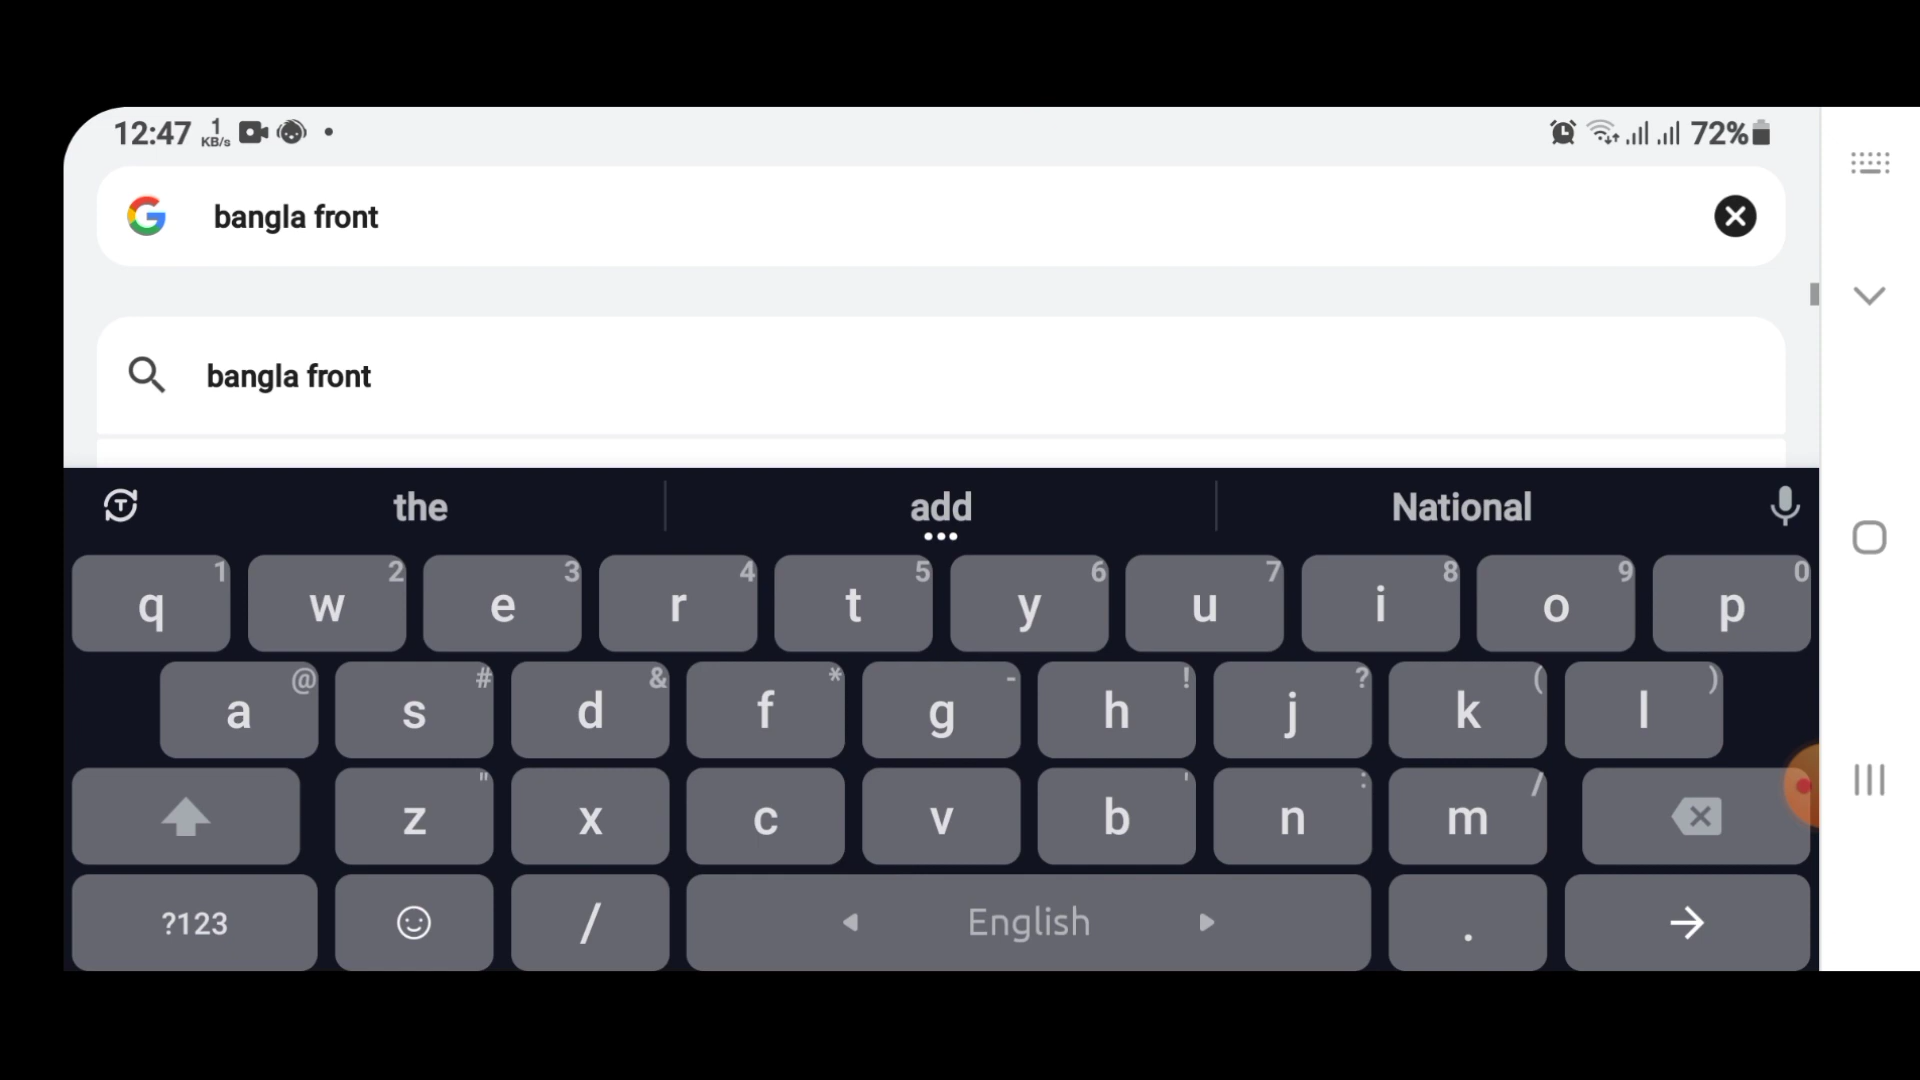 12:47 1 KB/s 72%
bangla front
bangla front
the add National
q 1 w 2 e 3 r 4 t 5 y 6 u 7 i 8 o 9 p 0
a @ s # d & f * g - h ! j ? k ( l )
z " x c v b ' n : m /
?123 / English .